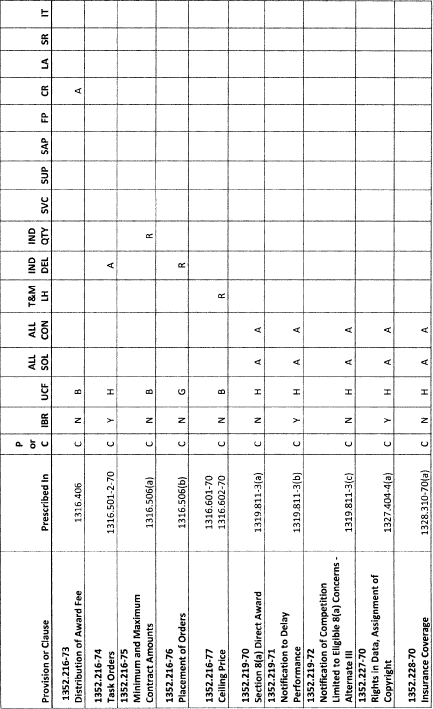 Provision or Clause Prescribed In P or C IBR UCF ALL SOL ALL CON T&M LH IND DEL IND QTY SVC SUP SAP FP CR LA SR IT
1352.216-73
Distribution of Award Fee 1316.406 C N B A
1352.216-74
Task Orders 1316.501-2-70 C Y H A
1352.216-75
Minimum and Maximum
Contract Amounts 1316.506(a) C N B R
1352.216-76
Placement of Orders 1316.506(b) C N G R
1352.216-77 1316.601-70
Ceiling Price 1316.602-70 C N B R
1352.219-70
Section 8(a) Direct Award 1319.811-3(a) C N H A A
1352.219-71
Notification to Delay
Performance 1319.811-3(b) C Y H A A
1352.219-72
Notification of Competition
Limited to Eligible 8(a) Concerns -
Alternate III 1319.811-3(c) C N H A A
1352.227-70
Rights in Data, Assignment of
Copyright 1327.404-4(a) C Y H A A
1352.228-70
Insurance Coverage 1328.310-70(a) C N H A A